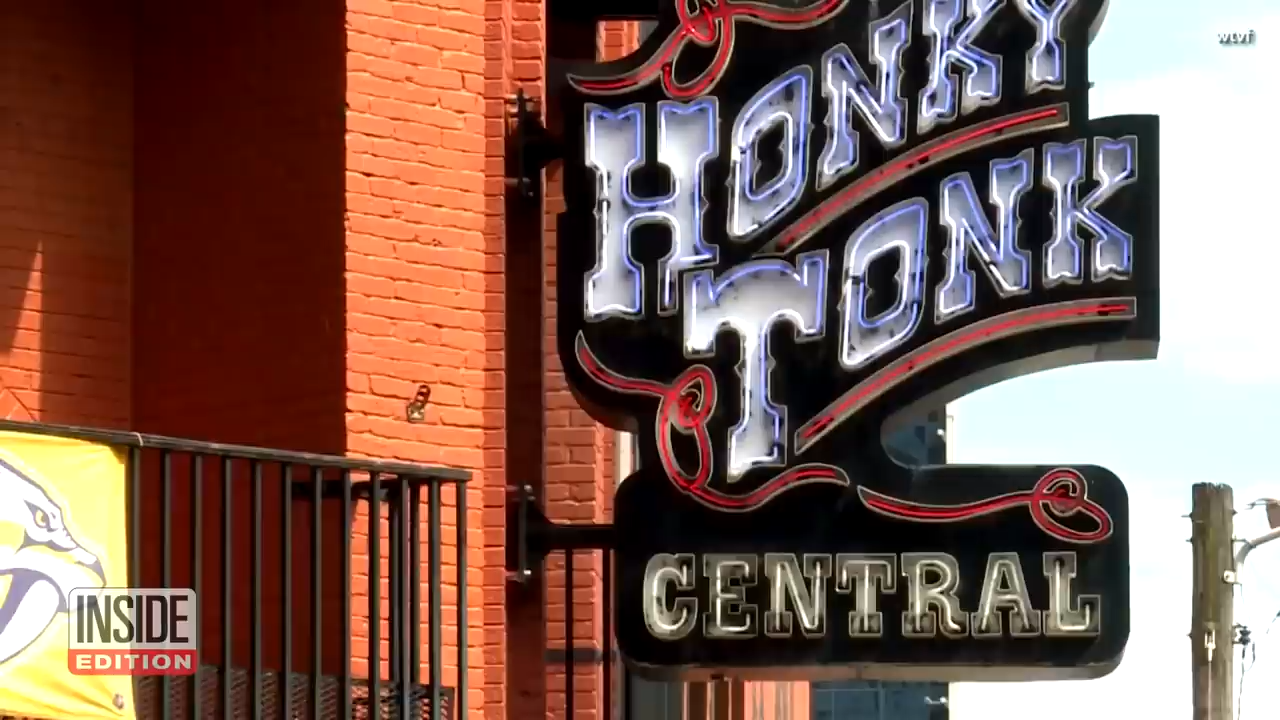 wtvf
HONKY
TONK
CENTRAL
INSIDE
EDITION